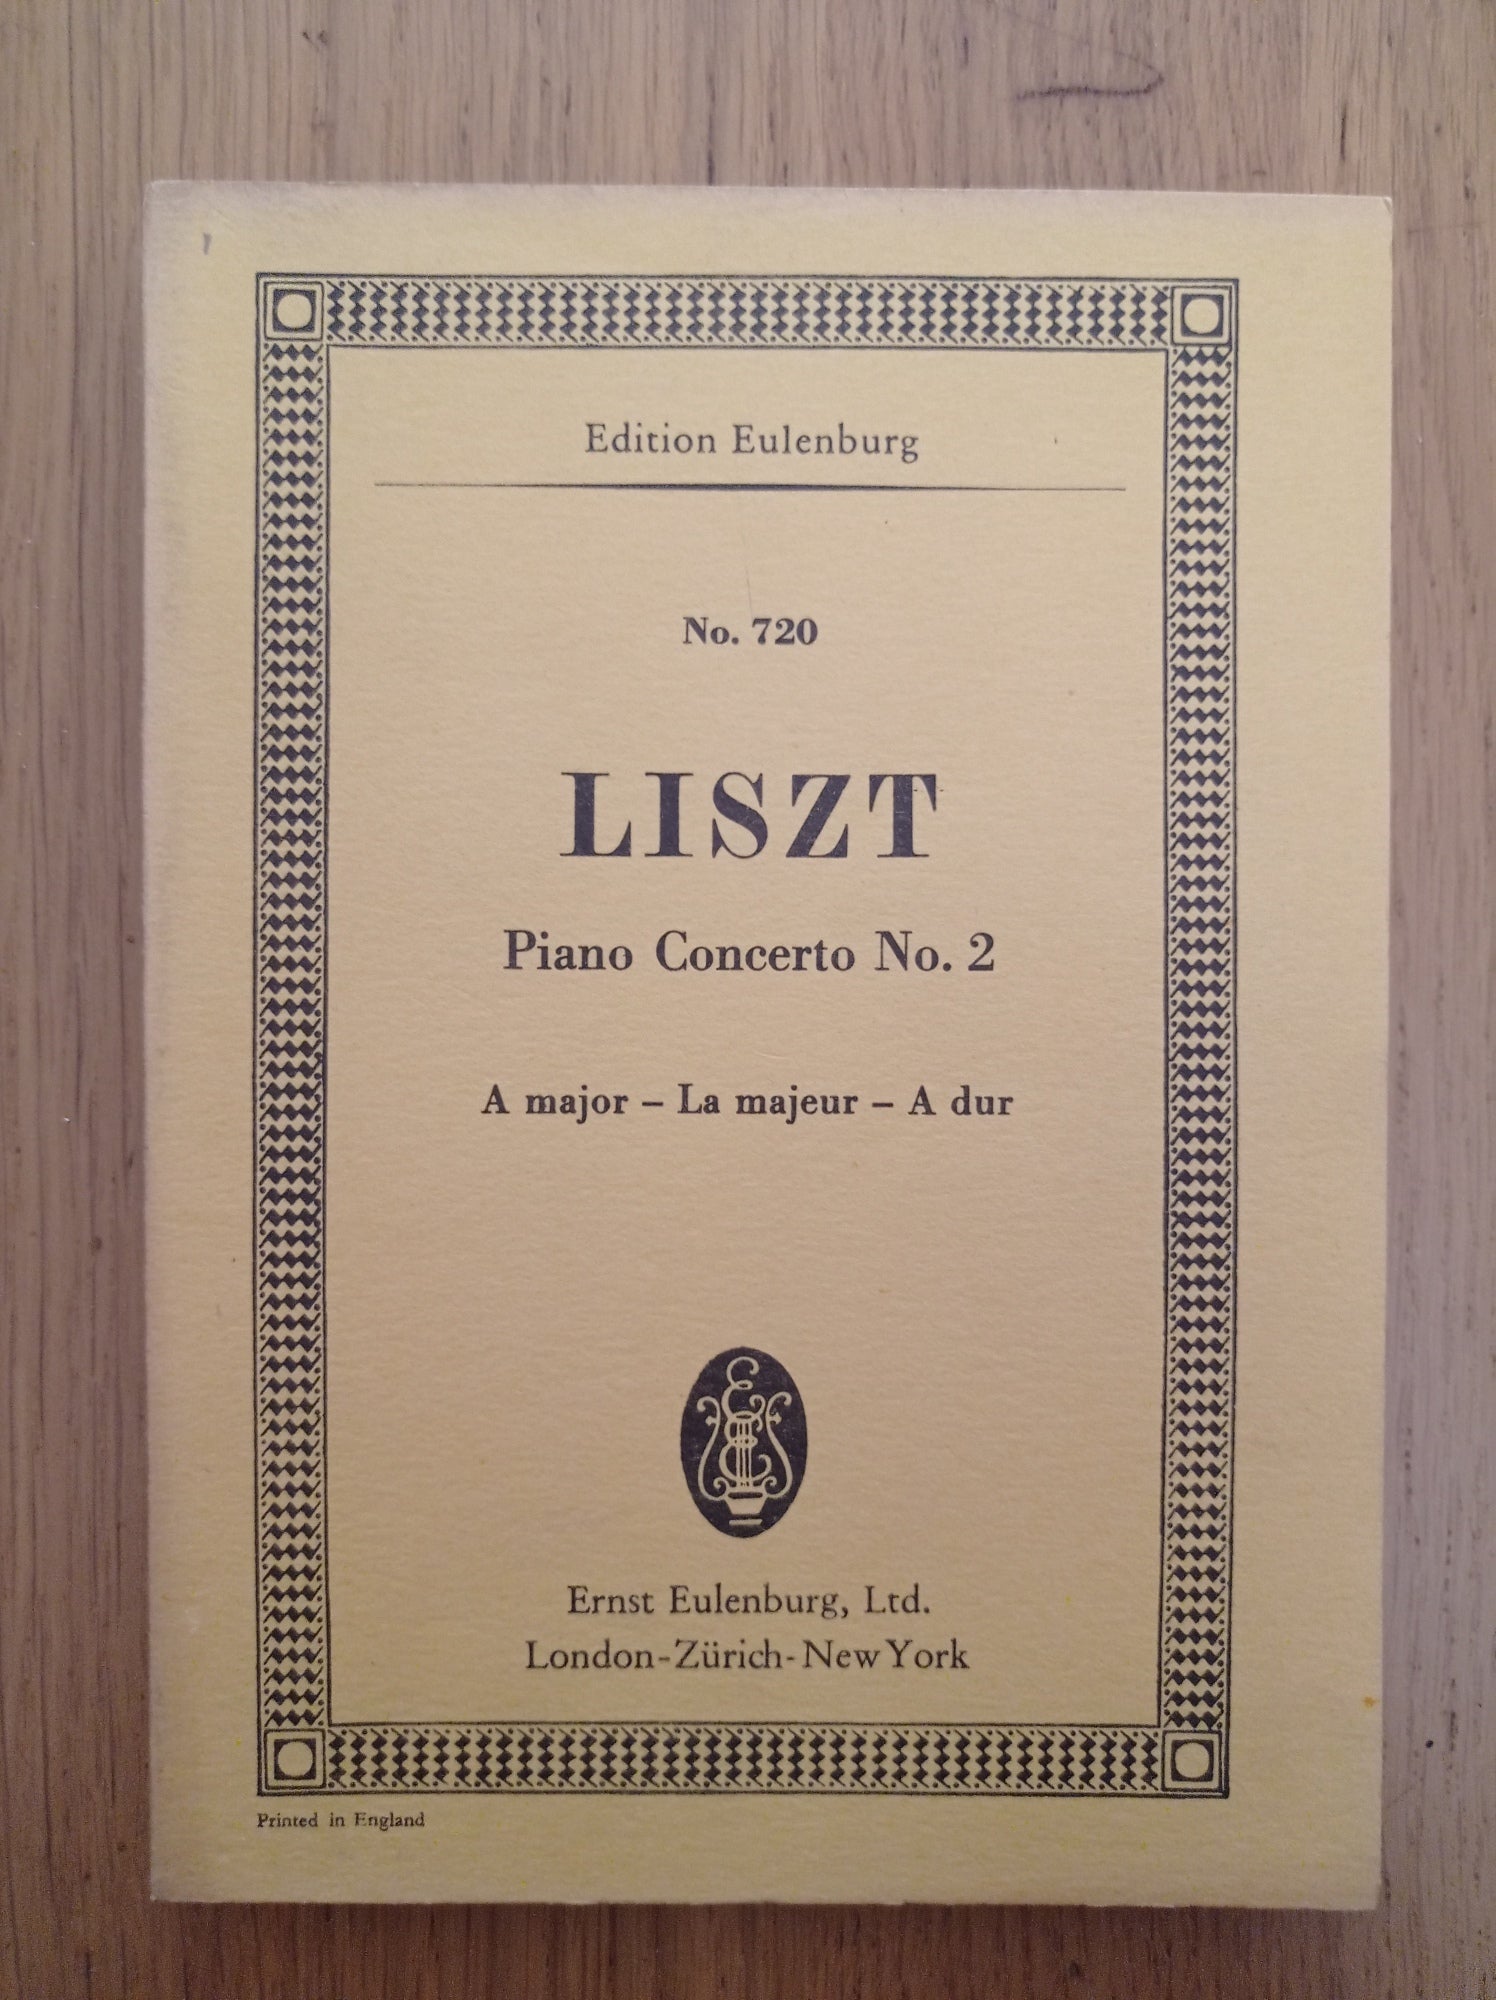 Edition Eulenburg
No. 720
LISZT
Piano Concerto No. 2
A major – La majeur – A dur
Ernst Eulenburg, Ltd.
London-Zürich-New York
Printed in England